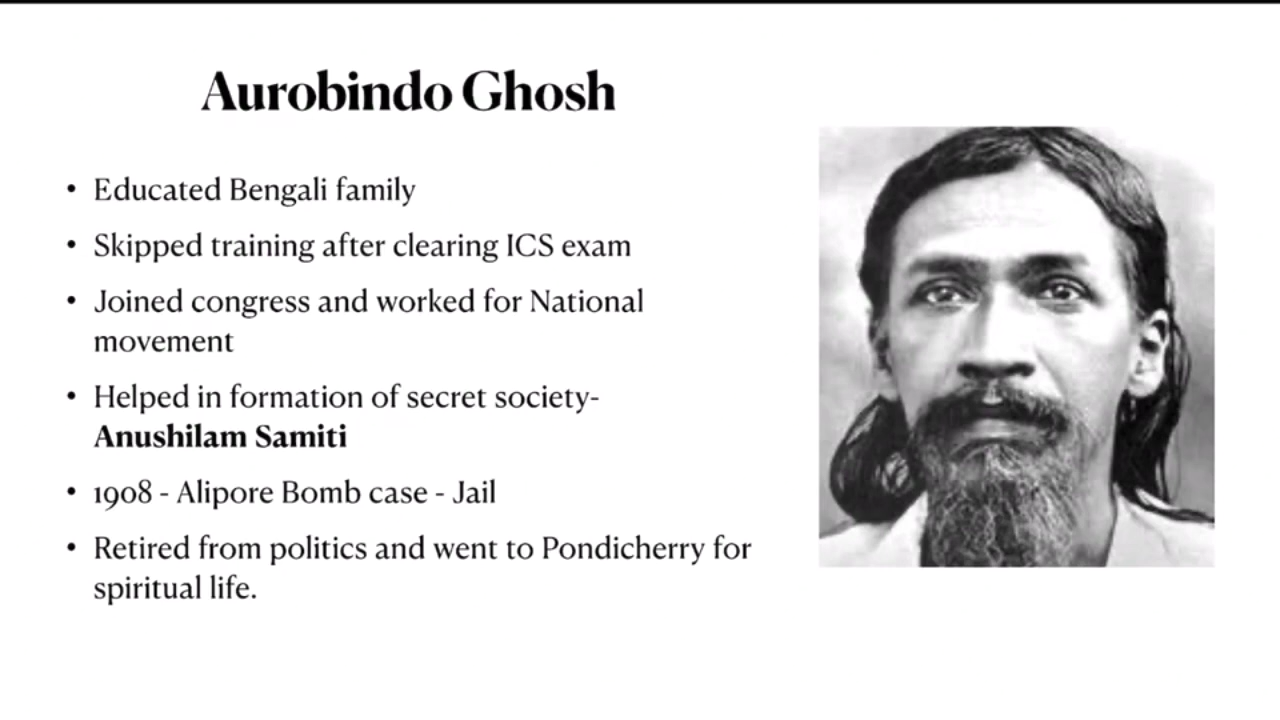 Aurobindo Ghosh
• Educated Bengali family
• Skipped training after clearing ICS exam
• Joined congress and worked for National
movement
• Helped in formation of secret society-
Anushilam Samiti
• 1908 - Alipore Bomb case - Jail
• Retired from politics and went to Pondicherry for
spiritual life.